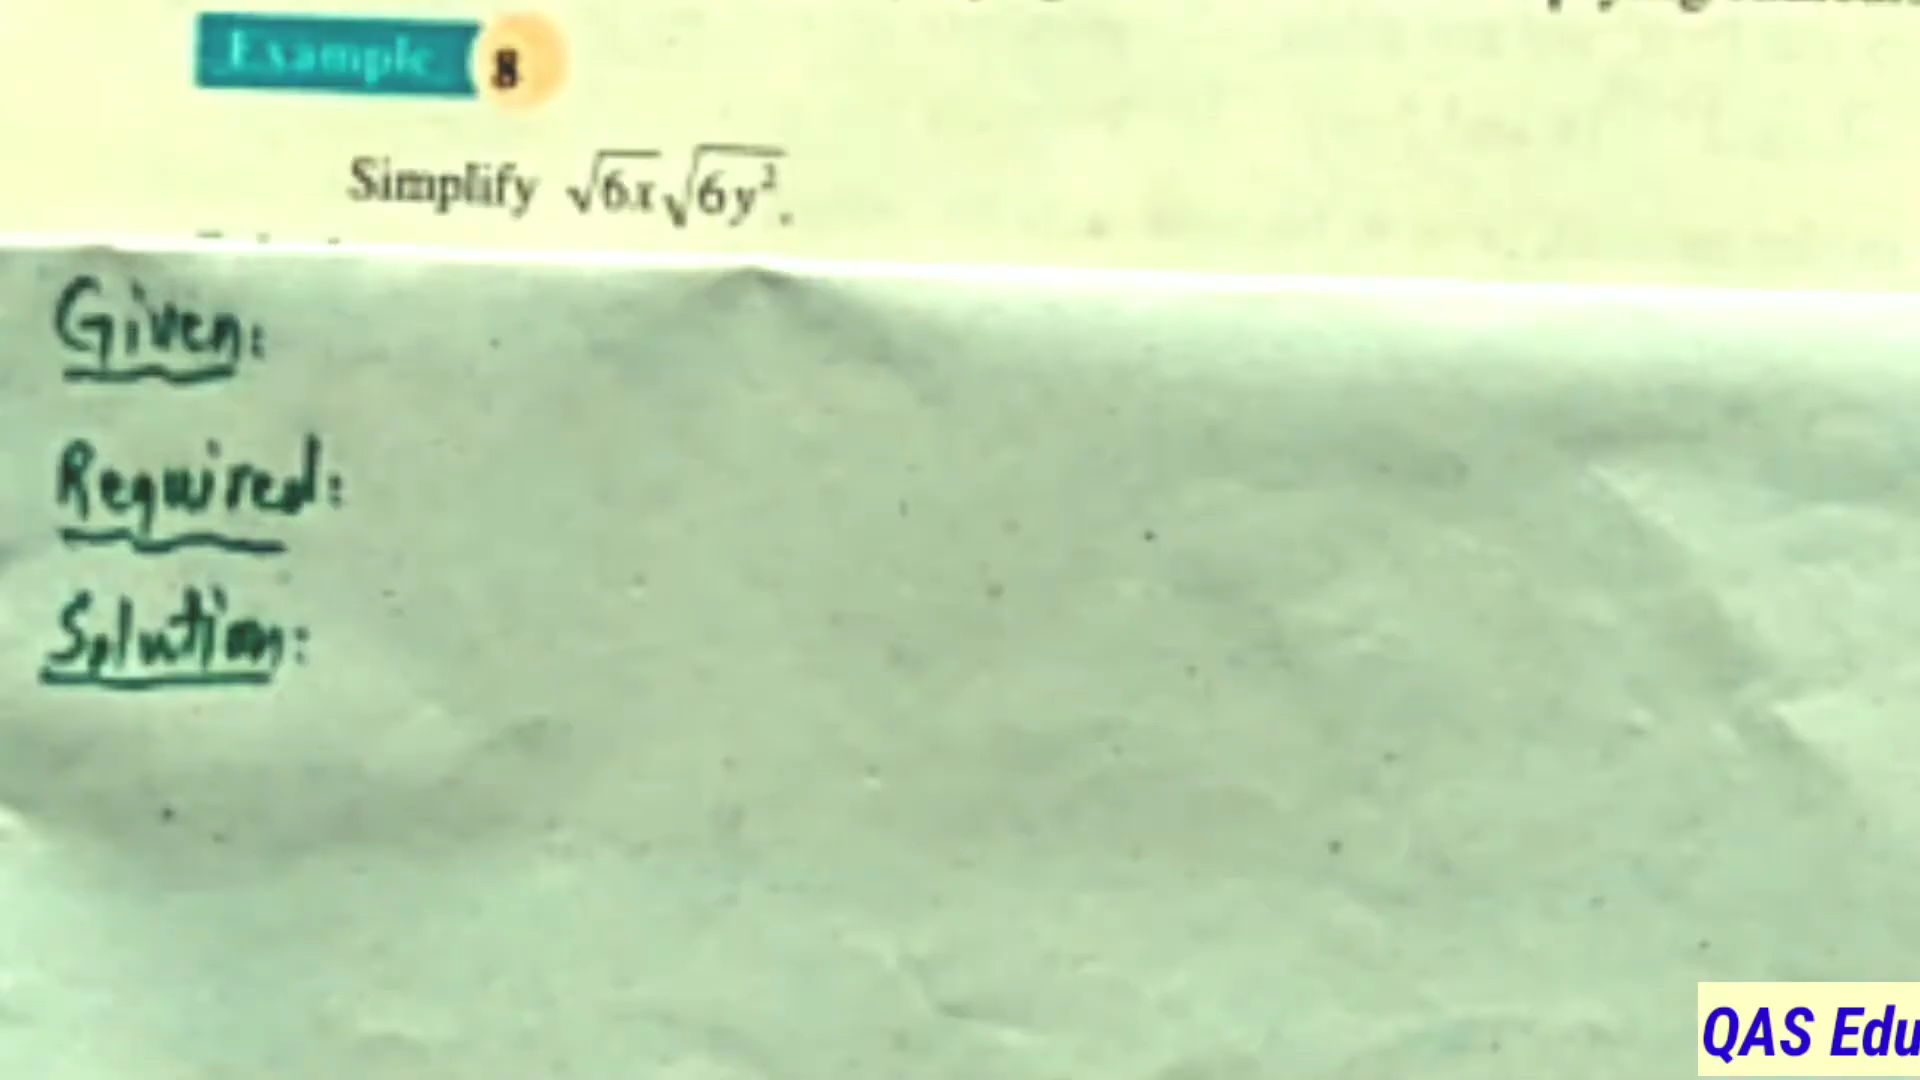 Example 8
Simplify √6x√6y².
Given:
Required:
Solution:
QAS Edu